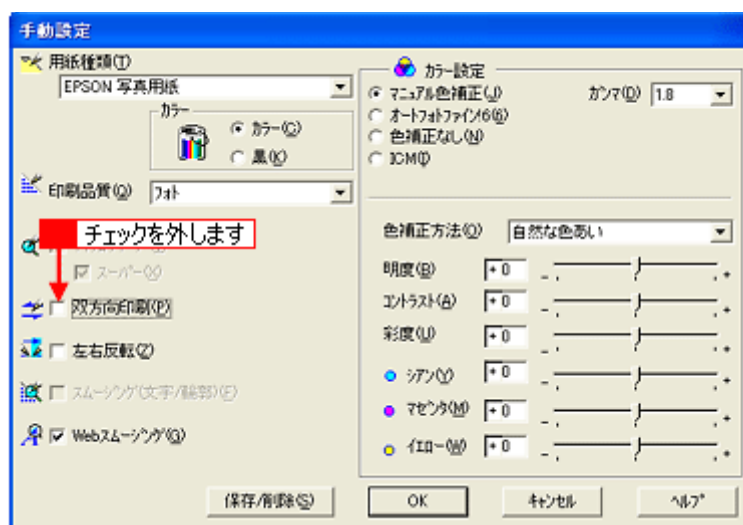 手動設定
用紙種類(T)
EPSON 写真用紙
カラー
カラー(C)
黒(K)
印刷品質(Q)
フォト
チェックを外します
スーパー(X)
双方向印刷(P)
左右反転(Z)
スムージング(文字/輪郭)(F)
Webスムージング(G)
保存/削除(S)
カラー設定
マニュアル色補正(J)
ガンマ(D) 1.8
オートフォトファイン!6(6)
色補正なし(N)
ICM(I)
色補正方法(O) 自然な色あい
明度(B) +0 - +
コントラスト(A) +0 - +
彩度(U) +0 - +
シアン(Y) +0 - +
マゼンタ(M) +0 - +
イエロー(W) +0 - +
OK
キャンセル
ヘルプ